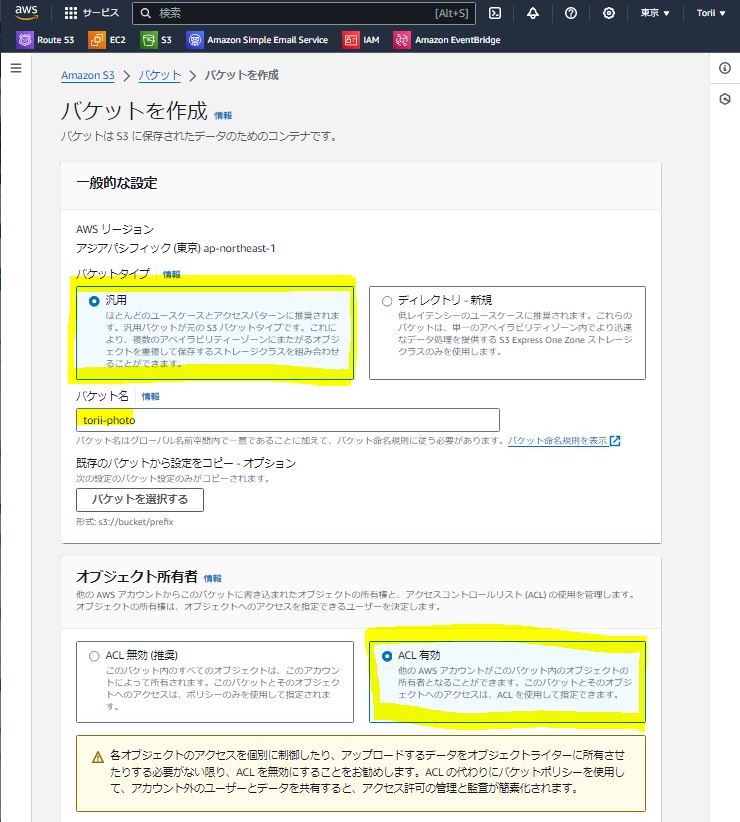 aws
サービス
検索
[Alt+S]
東京 ▼
Torii ▼
Route 53
EC2
S3
Amazon Simple Email Service
IAM
Amazon EventBridge
Amazon S3 > バケット > バケットを作成
バケットを作成 情報
バケットは S3 に保存されたデータのためのコンテナです。
一般的な設定
AWS リージョン
アジアパシフィック (東京) ap-northeast-1
バケットタイプ 情報
汎用
ほとんどのユースケースとアクセスパターンに推奨されま
す。汎用バケットが元の S3 バケットタイプです。これに
より、複数のアベイラビリティーゾーンにまたがるオブジ
ェクトを重複して保存するストレージクラスを組み合わせ
ることができます。
ディレクトリ - 新規
低レイテンシーのユースケースに推奨されます。これらの
バケットは、単一のアベイラビリティゾーン内でより迅速
なデータ処理を提供する S3 Express One Zone ストレージ
クラスのみを使用します。
バケット名 情報
torii-photo
バケット名はグローバル名前空間内で一意であることに加えて、バケット命名規則に従う必要があります。バケット命名規則を表示
既存のバケットから設定をコピー - オプション
次の設定のバケット設定のみがコピーされます。
バケットを選択する
形式: s3://bucket/prefix
オブジェクト所有者 情報
他の AWS アカウントからこのバケットに書き込まれたオブジェクトの所有権と、アクセスコントロールリスト (ACL) の使用を管理します。
オブジェクトの所有権は、オブジェクトへのアクセスを指定できるユーザーを決定します。
ACL 無効 (推奨)
このバケット内のすべてのオブジェクトは、このアカウン
トによって所有されます。このバケットとそのオブジェク
トへのアクセスは、ポリシーのみを使用して指定されま
す。
ACL 有効
他の AWS アカウントがこのバケット内のオブジェクトの
所有者となることができます。このバケットとそのオブジ
ェクトへのアクセスは、ACL を使用して指定できます。
各オブジェクトのアクセスを個別に制御したり、アップロードするデータをオブジェクトライターに所有させ
たりする必要がない限り、ACL を無効にすることをお勧めします。ACL の代わりにバケットポリシーを使用し
て、アカウント外のユーザーとデータを共有すると、アクセス許可の管理と監査が簡素化されます。